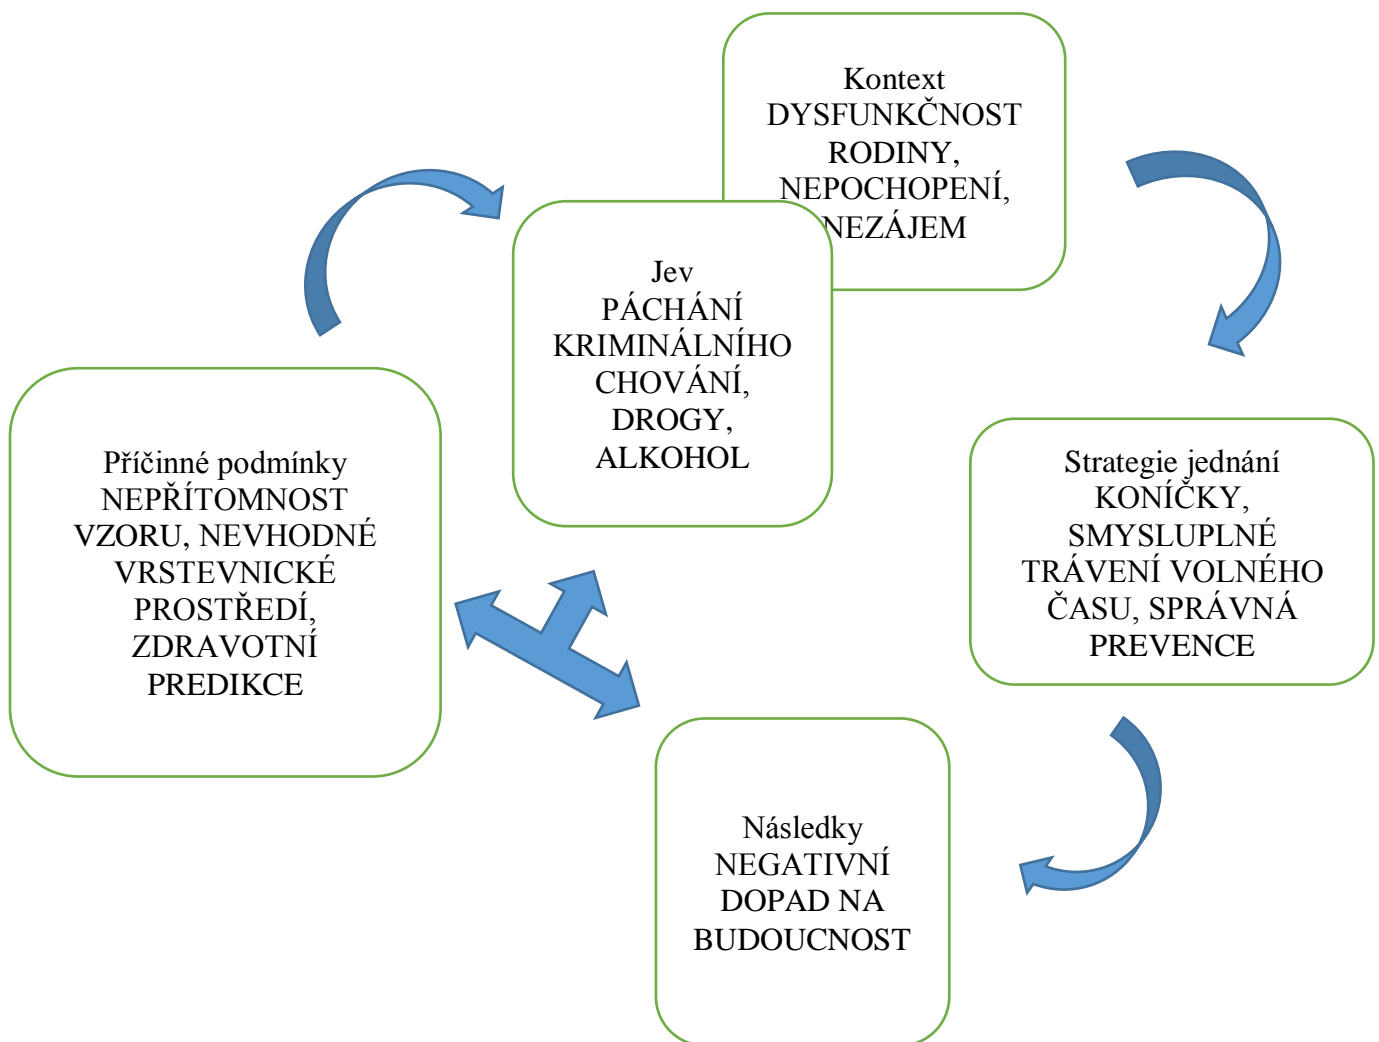 Kontext
DYSFUNKČNOST
RODINY,
NEPOCHOPENÍ,
NEZÁJEM
Jev
PÁCHÁNÍ
KRIMINÁLNÍHO
CHOVÁNÍ,
DROGY,
ALKOHOL
Příčinné podmínky
NEPŘÍTOMNOST
VZORU, NEVHODNÉ
VRSTEVNICKÉ
PROSTŘEDÍ,
ZDRAVOTNÍ
PREDIKCE
Strategie jednání
KONÍČKY,
SMYSLUPLNÉ
TRÁVENÍ VOLNÉHO
ČASU, SPRÁVNÁ
PREVENCE
Následky
NEGATIVNÍ
DOPAD NA
BUDOUCNOST